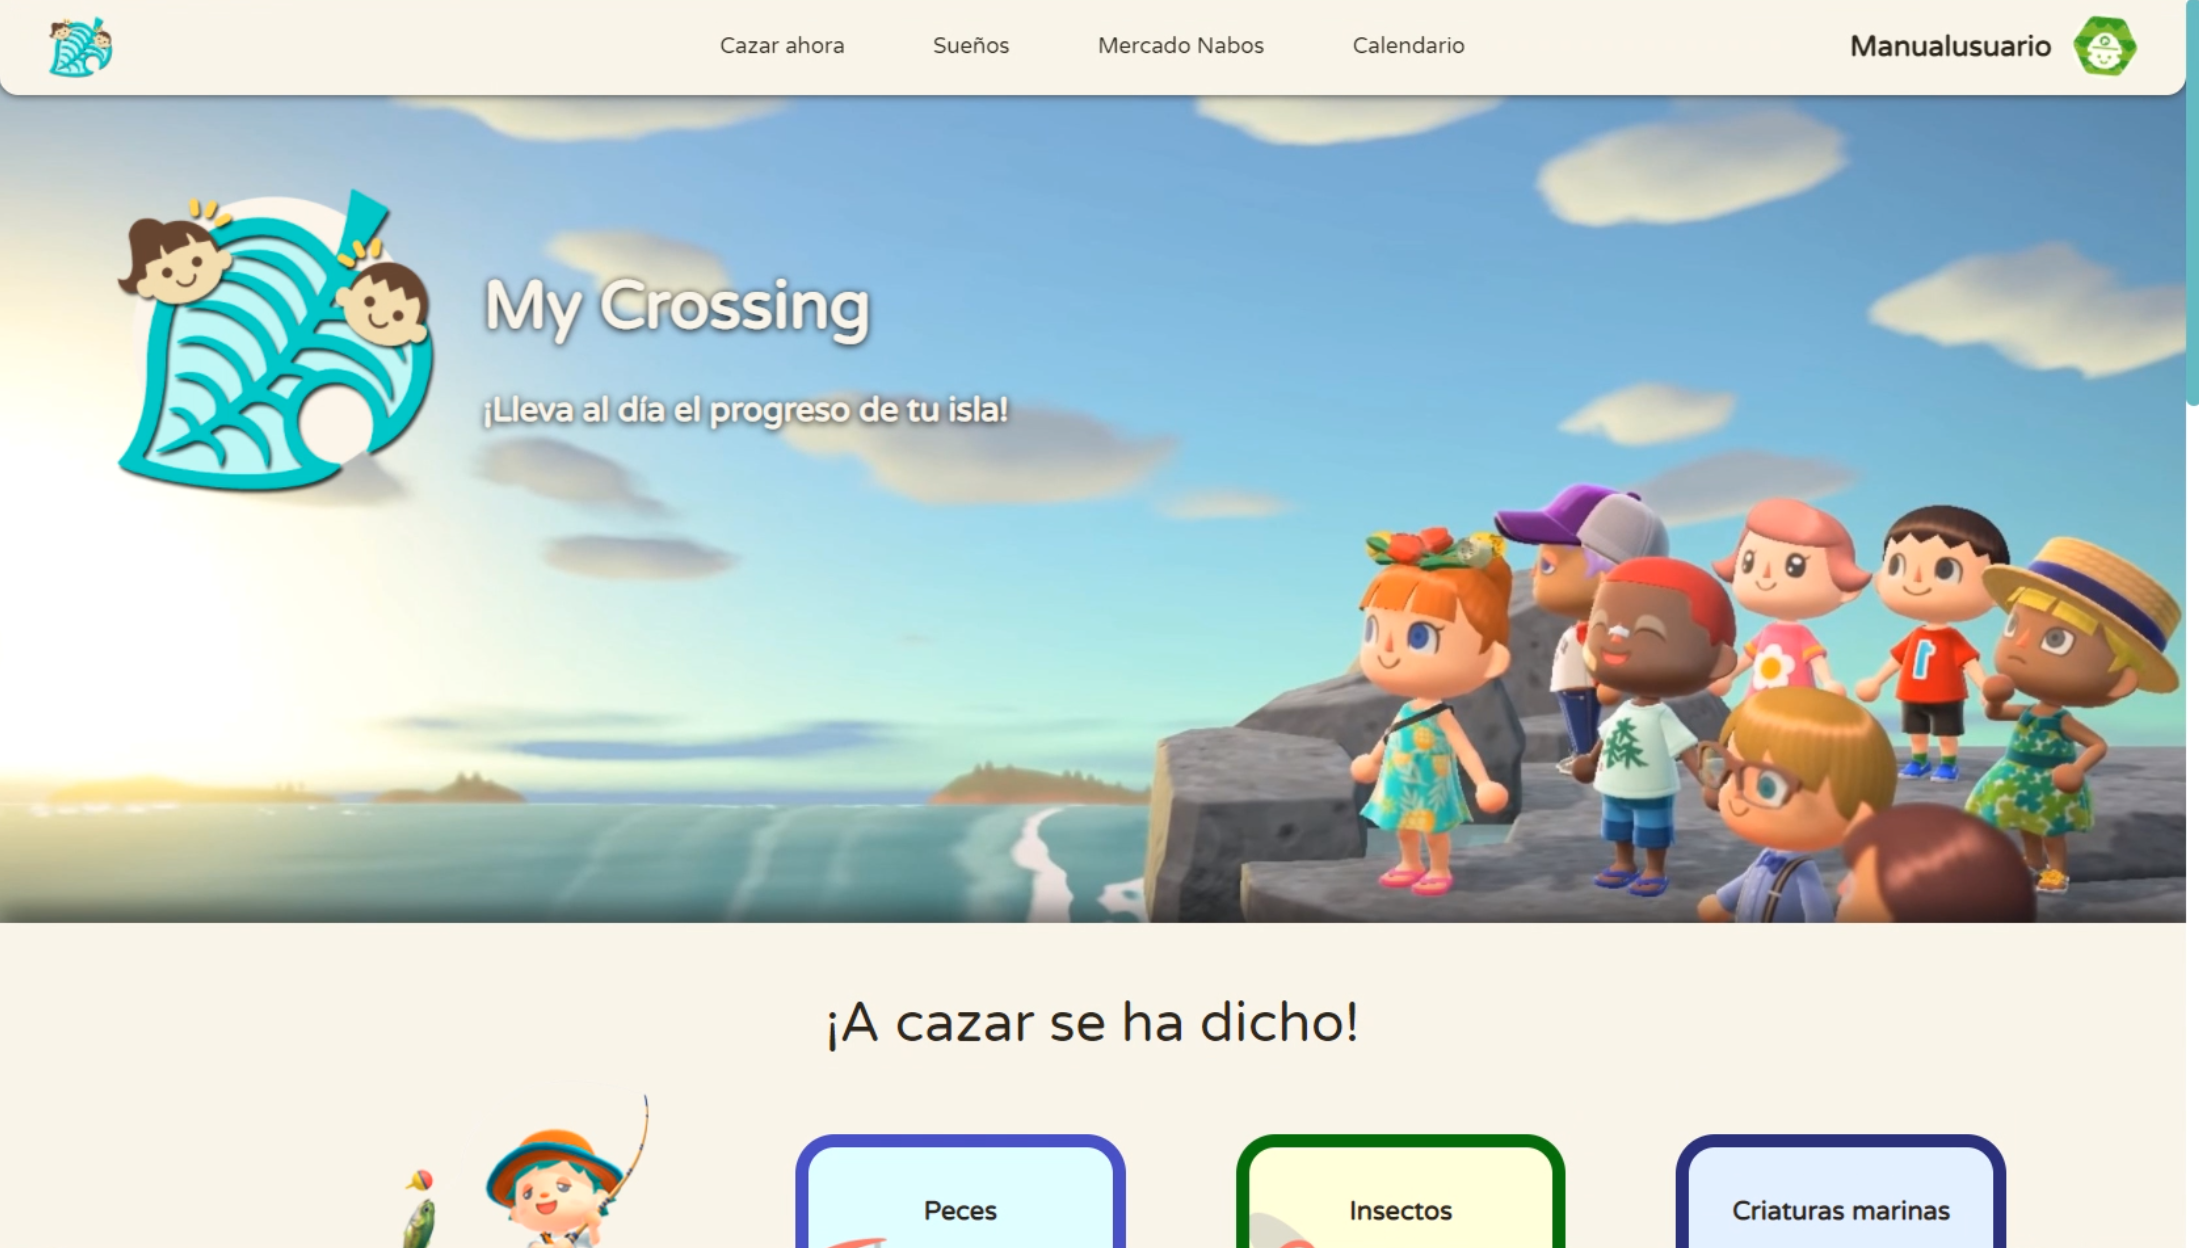 Cazar ahora
Sueños
Mercado Nabos
Calendario
Manualusuario
My Crossing
¡Lleva al día el progreso de tu isla!
¡A cazar se ha dicho!
Peces
Insectos
Criaturas marinas